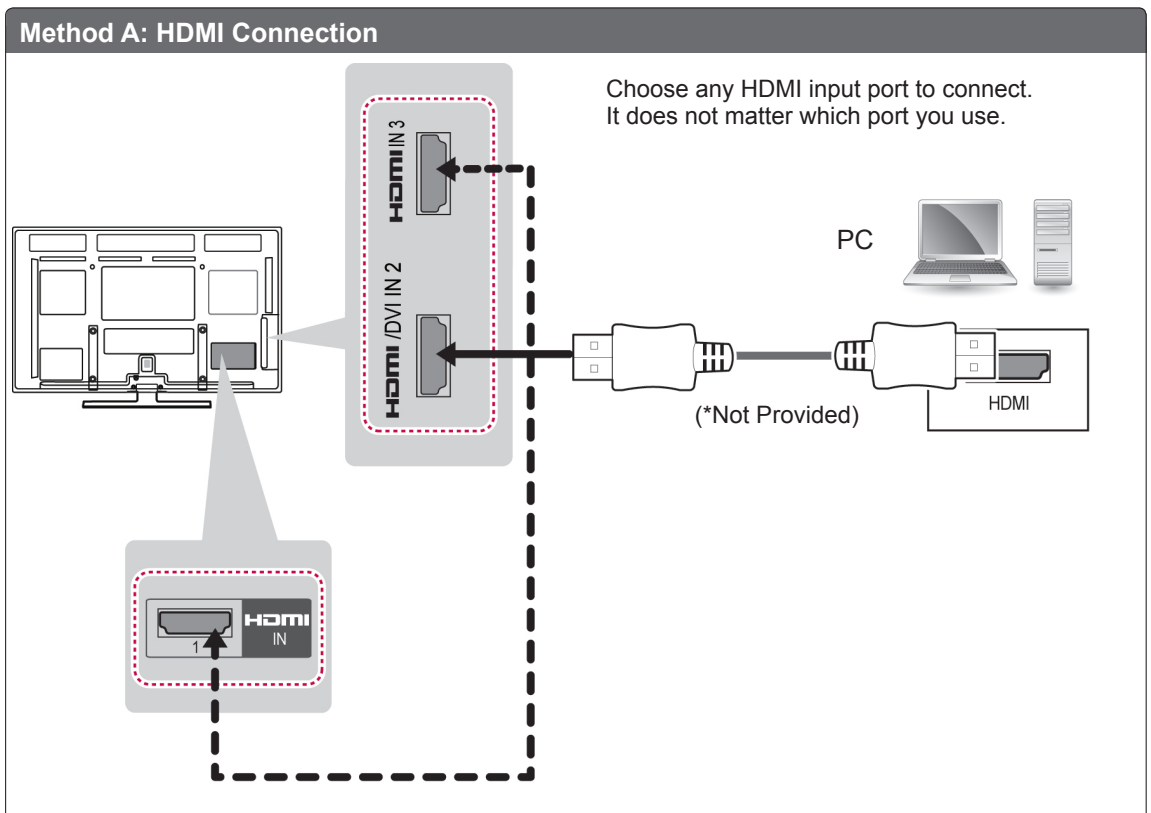 Method A: HDMI Connection
Choose any HDMI input port to connect.
It does not matter which port you use.
HDMI IN 3
HDMI /DVI IN 2
PC
(*Not Provided)
HDMI
1
HDMI
IN